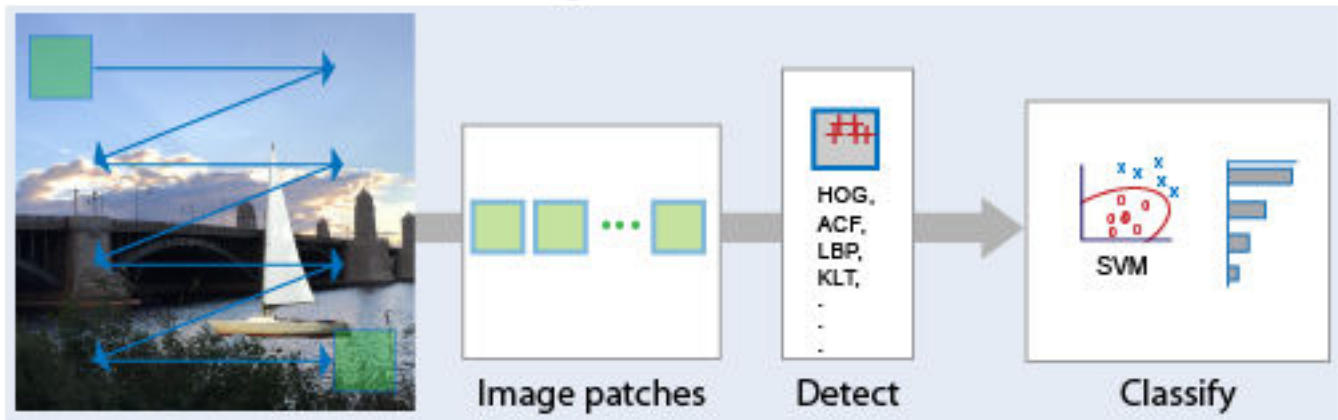 HOG,
ACF,
LBP,
KLT,
.
.
.
SVM
Image patches
Detect
Classify